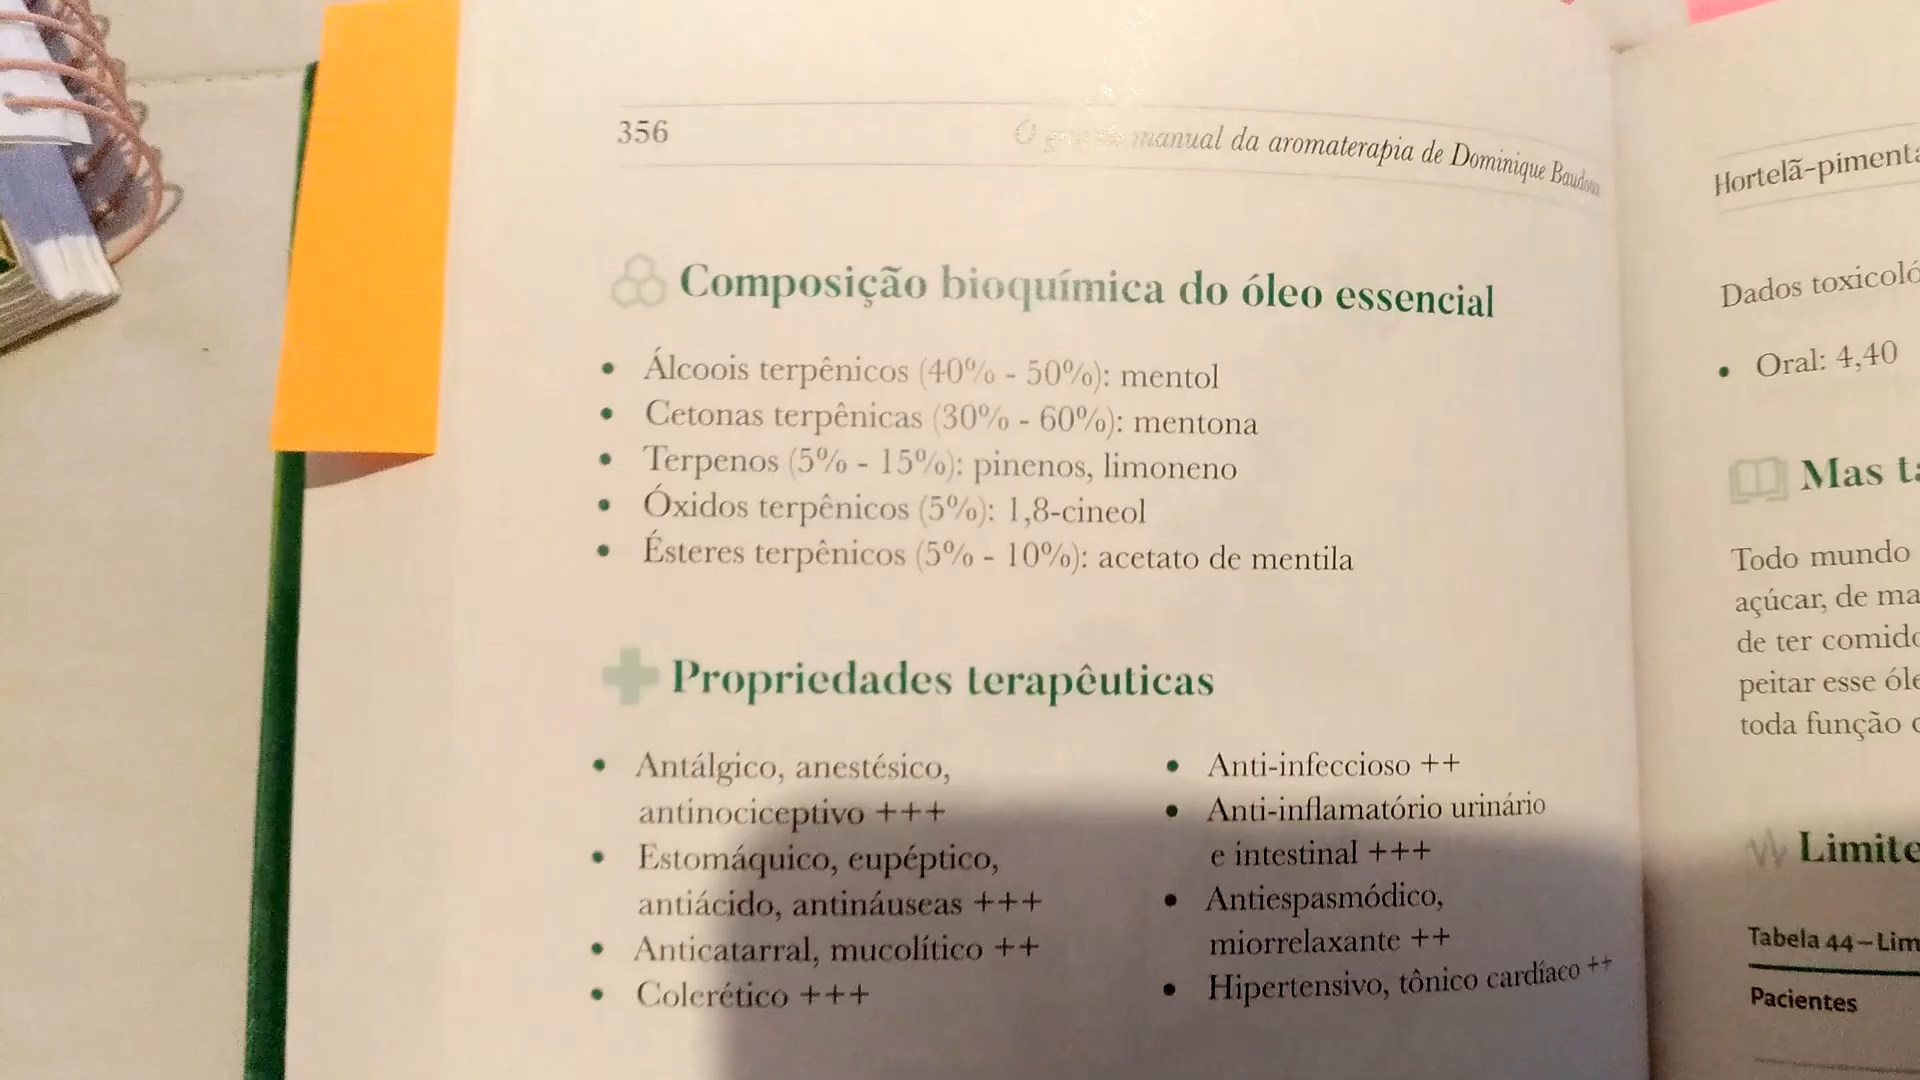 356
O grande manual da aromaterapia de Dominique Baudoux
Composição bioquímica do óleo essencial
• Álcoois terpênicos (40% - 50%): mentol
• Cetonas terpênicas (30% - 60%): mentona
• Terpenos (5% - 15%): pinenos, limoneno
• Óxidos terpênicos (5%): 1,8-cineol
• Ésteres terpênicos (5% - 10%): acetato de mentila
Propriedades terapêuticas
• Antálgico, anestésico,
antinociceptivo +++
• Estomáquico, eupéptico,
antiácido, antináuseas +++
• Anticatarral, mucolítico ++
• Colerético +++
• Anti-infeccioso ++
• Anti-inflamatório urinário
e intestinal +++
• Antiespasmódico,
miorrelaxante ++
• Hipertensivo, tônico cardíaco ++
Hortelã-pimenta
Dados toxicoló
• Oral: 4,40
Mas ta
Todo mundo
açúcar, de ma
de ter comido
peitar esse óle
toda função
Limite
Tabela 44 – Lim
Pacientes